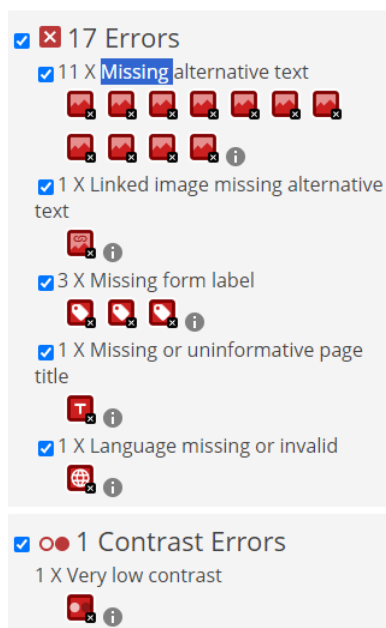 17 Errors
11 X Missing alternative text
1 X Linked image missing alternative
text
3 X Missing form label
1 X Missing or uninformative page
title
1 X Language missing or invalid
1 Contrast Errors
1 X Very low contrast